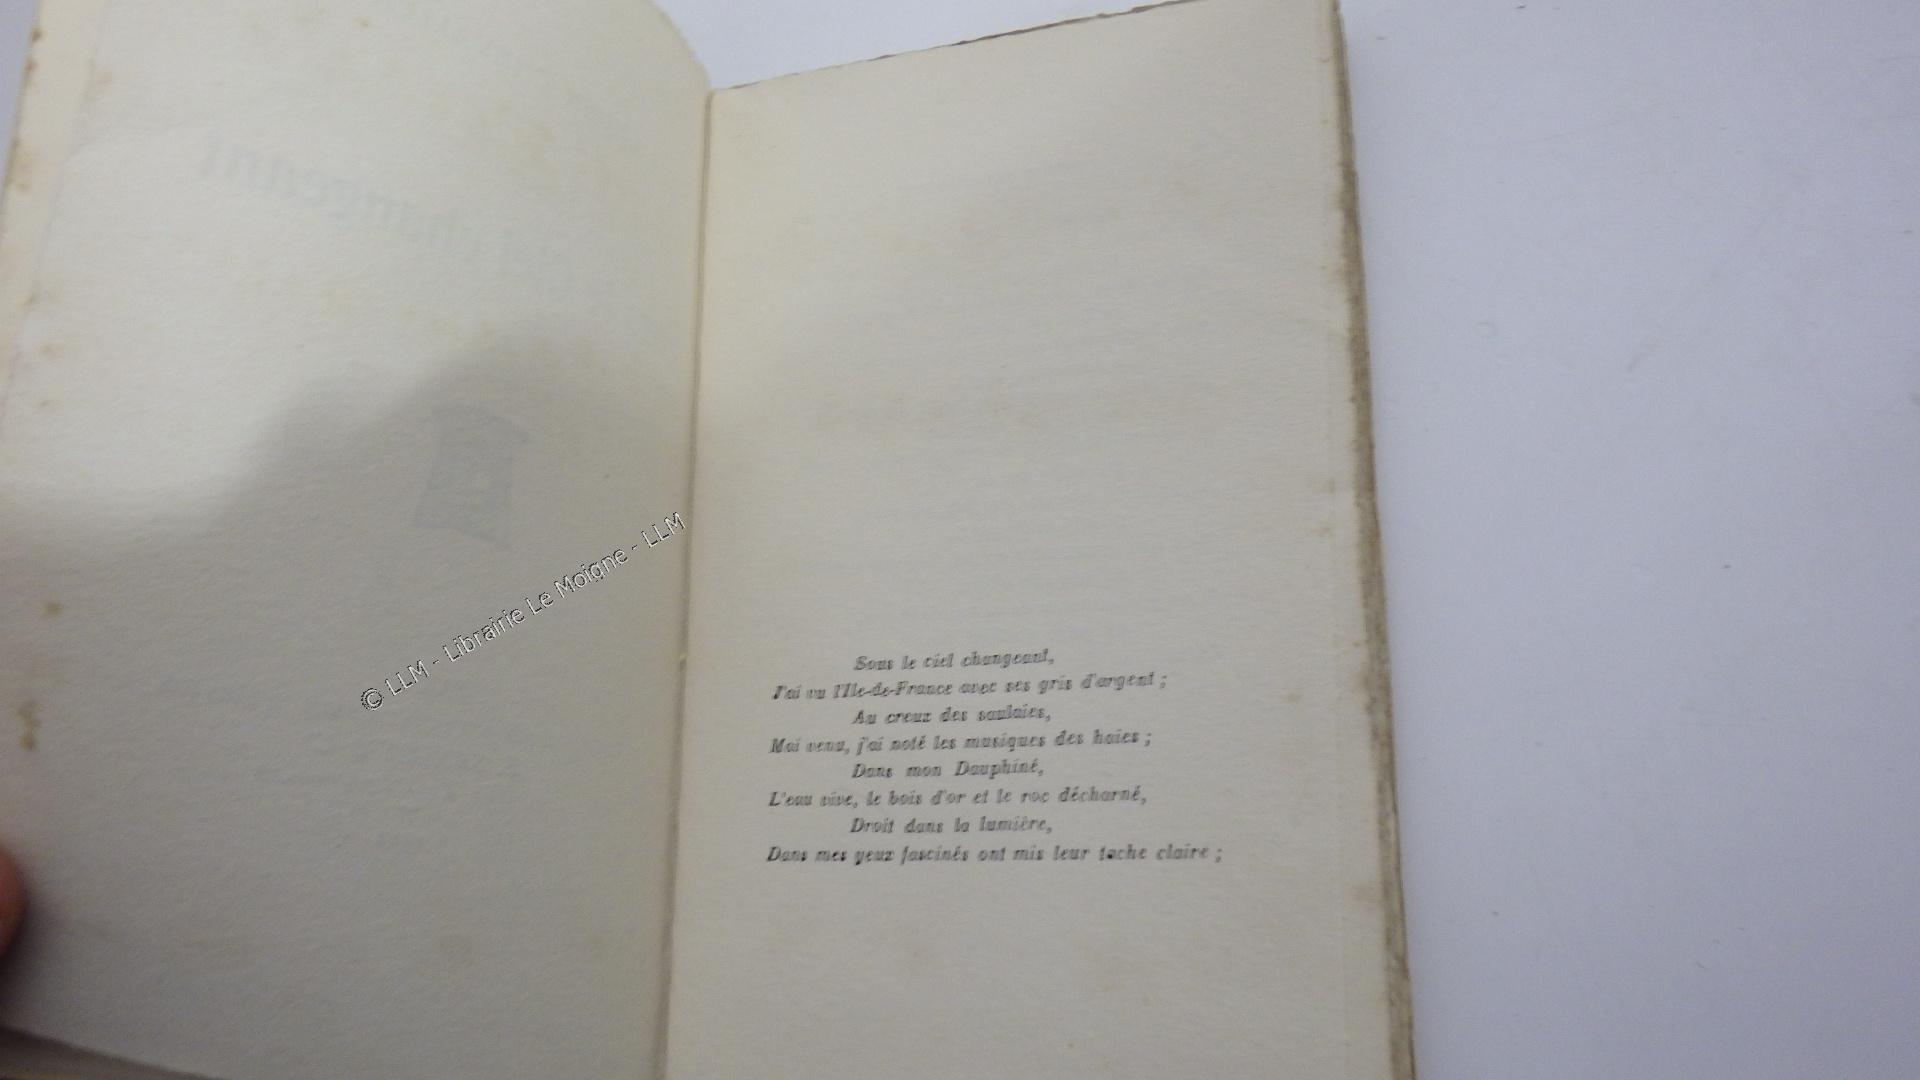 changeant
© LLM - Librairie Le Moigne - LLM
Sous le ciel changeant,
J'ai vu l'Ile-de-France avec ses gris d'argent ;
Au creux des saulaies,
Mai venu, j'ai noté les musiques des haies ;
Dans mon Dauphiné,
L'eau vive, le bois d'or et le roc décharné,
Droit dans la lumière,
Dans mes yeux fascinés ont mis leur tache claire ;